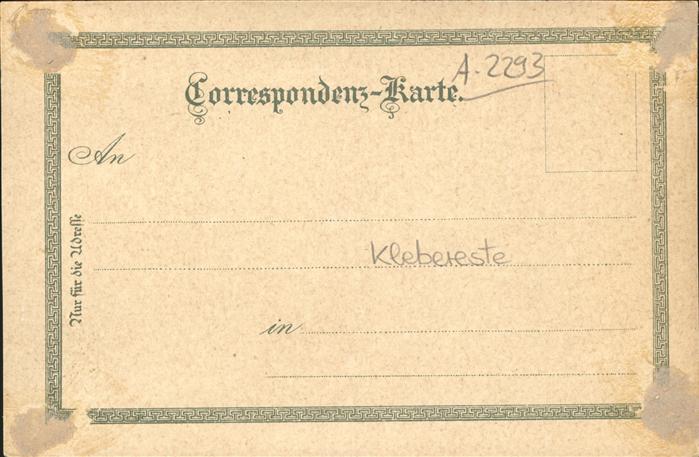 A. 2293
Correspondenz-Karte.
An
Nur für die Adresse
Klebereste
in